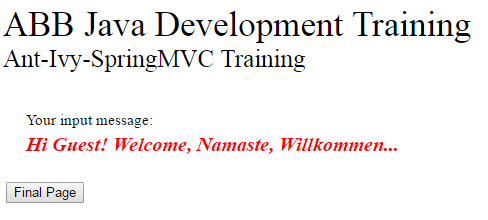 ABB Java Development Training
Ant-Ivy-SpringMVC Training
Your input message:
Hi Guest! Welcome, Namaste, Willkommen...
Final Page